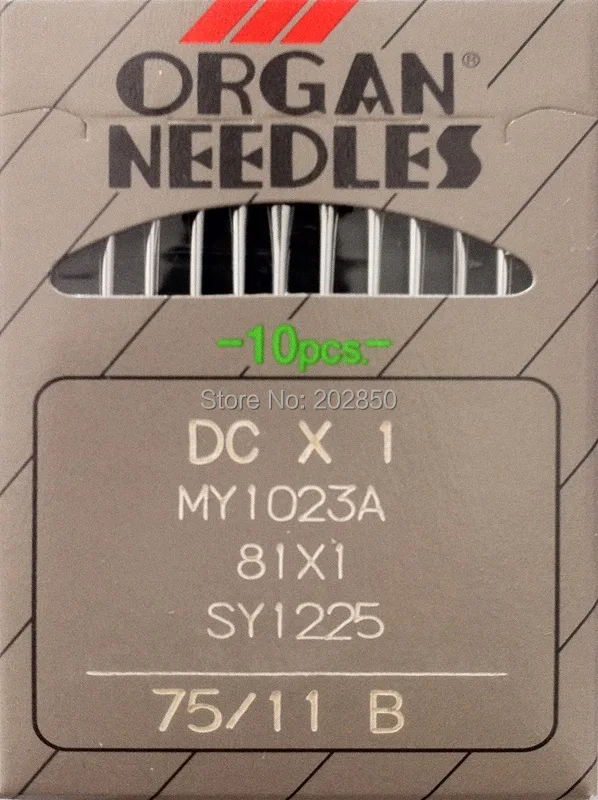 ORGAN®
NEEDLES
-10pcs.-
Store No: 202850
DC X 1
MY1023A
81X1
SY1225
75/11 B